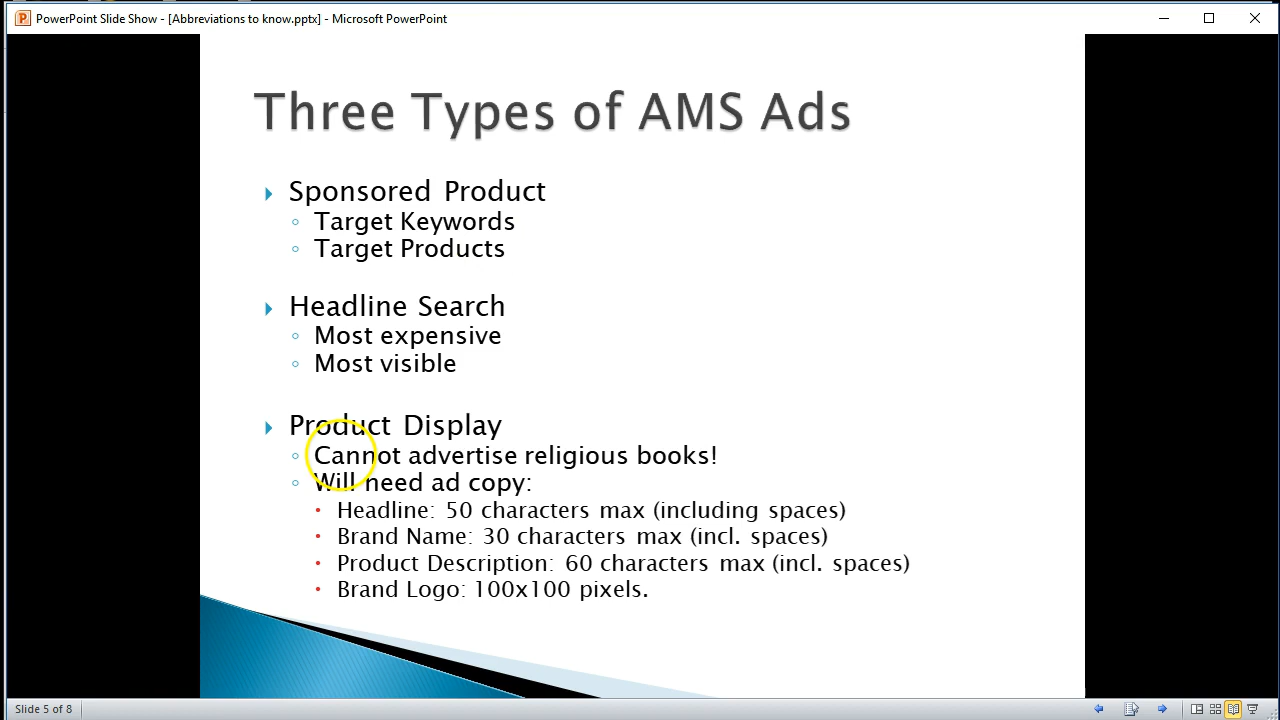 PowerPoint Slide Show - [Abbreviations to know.pptx] - Microsoft PowerPoint
Three Types of AMS Ads
Sponsored Product
Target Keywords
Target Products
Headline Search
Most expensive
Most visible
Product Display
Cannot advertise religious books!
Will need ad copy:
Headline: 50 characters max (including spaces)
Brand Name: 30 characters max (incl. spaces)
Product Description: 60 characters max (incl. spaces)
Brand Logo: 100x100 pixels.
Slide 5 of 8